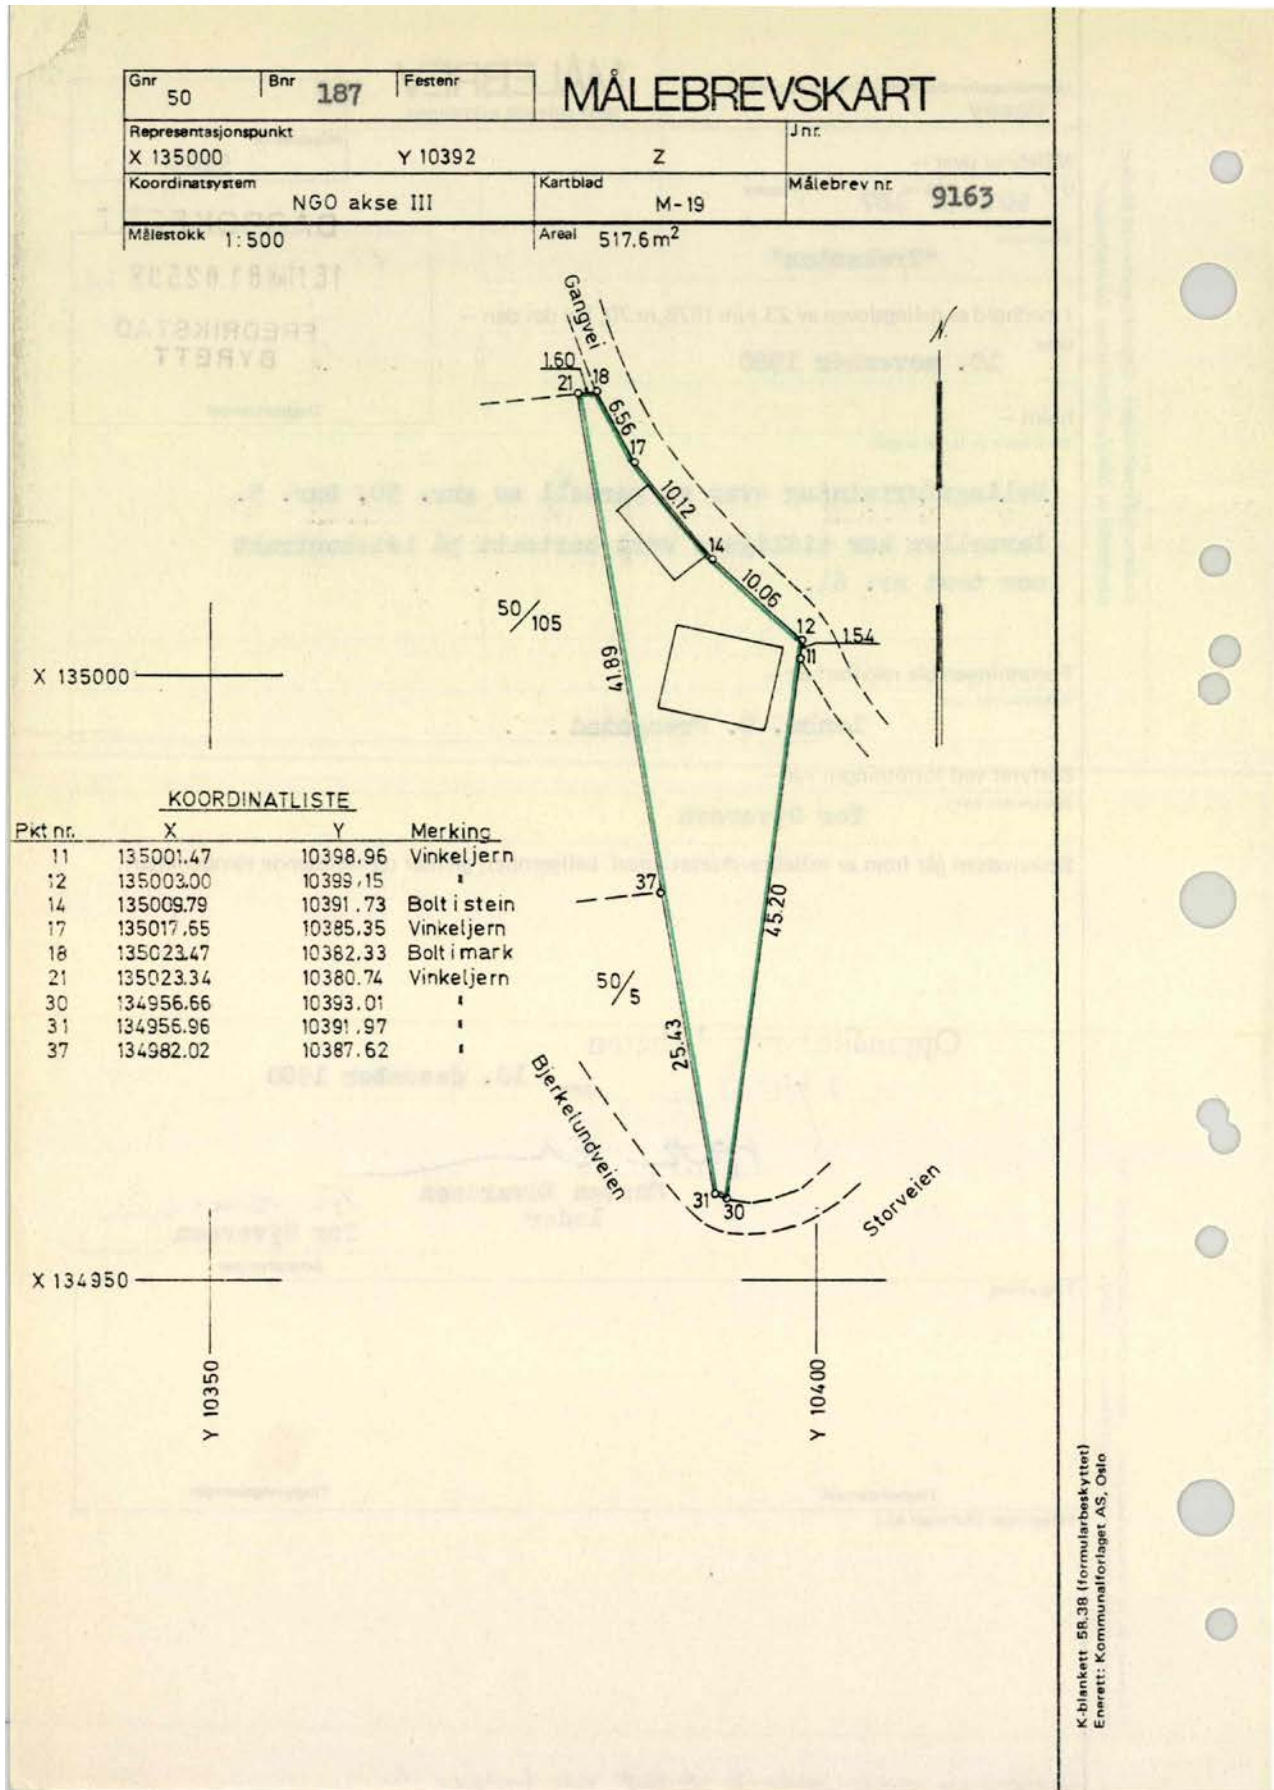 Gnr 50 Bnr 187 Festenr
MÅLEBREVSKART
Representasjonspunkt
X 135000 Y 10392 Z
Jnr.
Koordinatsystem
NGO akse III
Kartblad
M-19
Målebrev nr.
9163
Målestokk 1:500
Areal 517.6 m²
Gangvei
1.60
21
18
6.56
17
10.12
14
10.06
12
1.54
11
50/105
41.89
X 135000
KOORDINATLISTE
Pkt nr. X Y Merking
11 135001.47 10398.96 Vinkeljern
12 135003.00 10399.15 "
14 135009.79 10391.73 Bolt i stein
17 135017.65 10385.35 Vinkeljern
18 135023.47 10382.33 Bolt i mark
21 135023.34 10380.74 Vinkeljern
30 134956.66 10393.01 "
31 134956.96 10391.97 "
37 134982.02 10387.62 "
37
45.20
50/5
25.43
Bjerkelundveien
31
30
Storveien
X 134950
Y 10350
Y 10400
K-blankett 58.38 (formularbeskyttet)
Enerett: Kommunalforlaget AS, Oslo